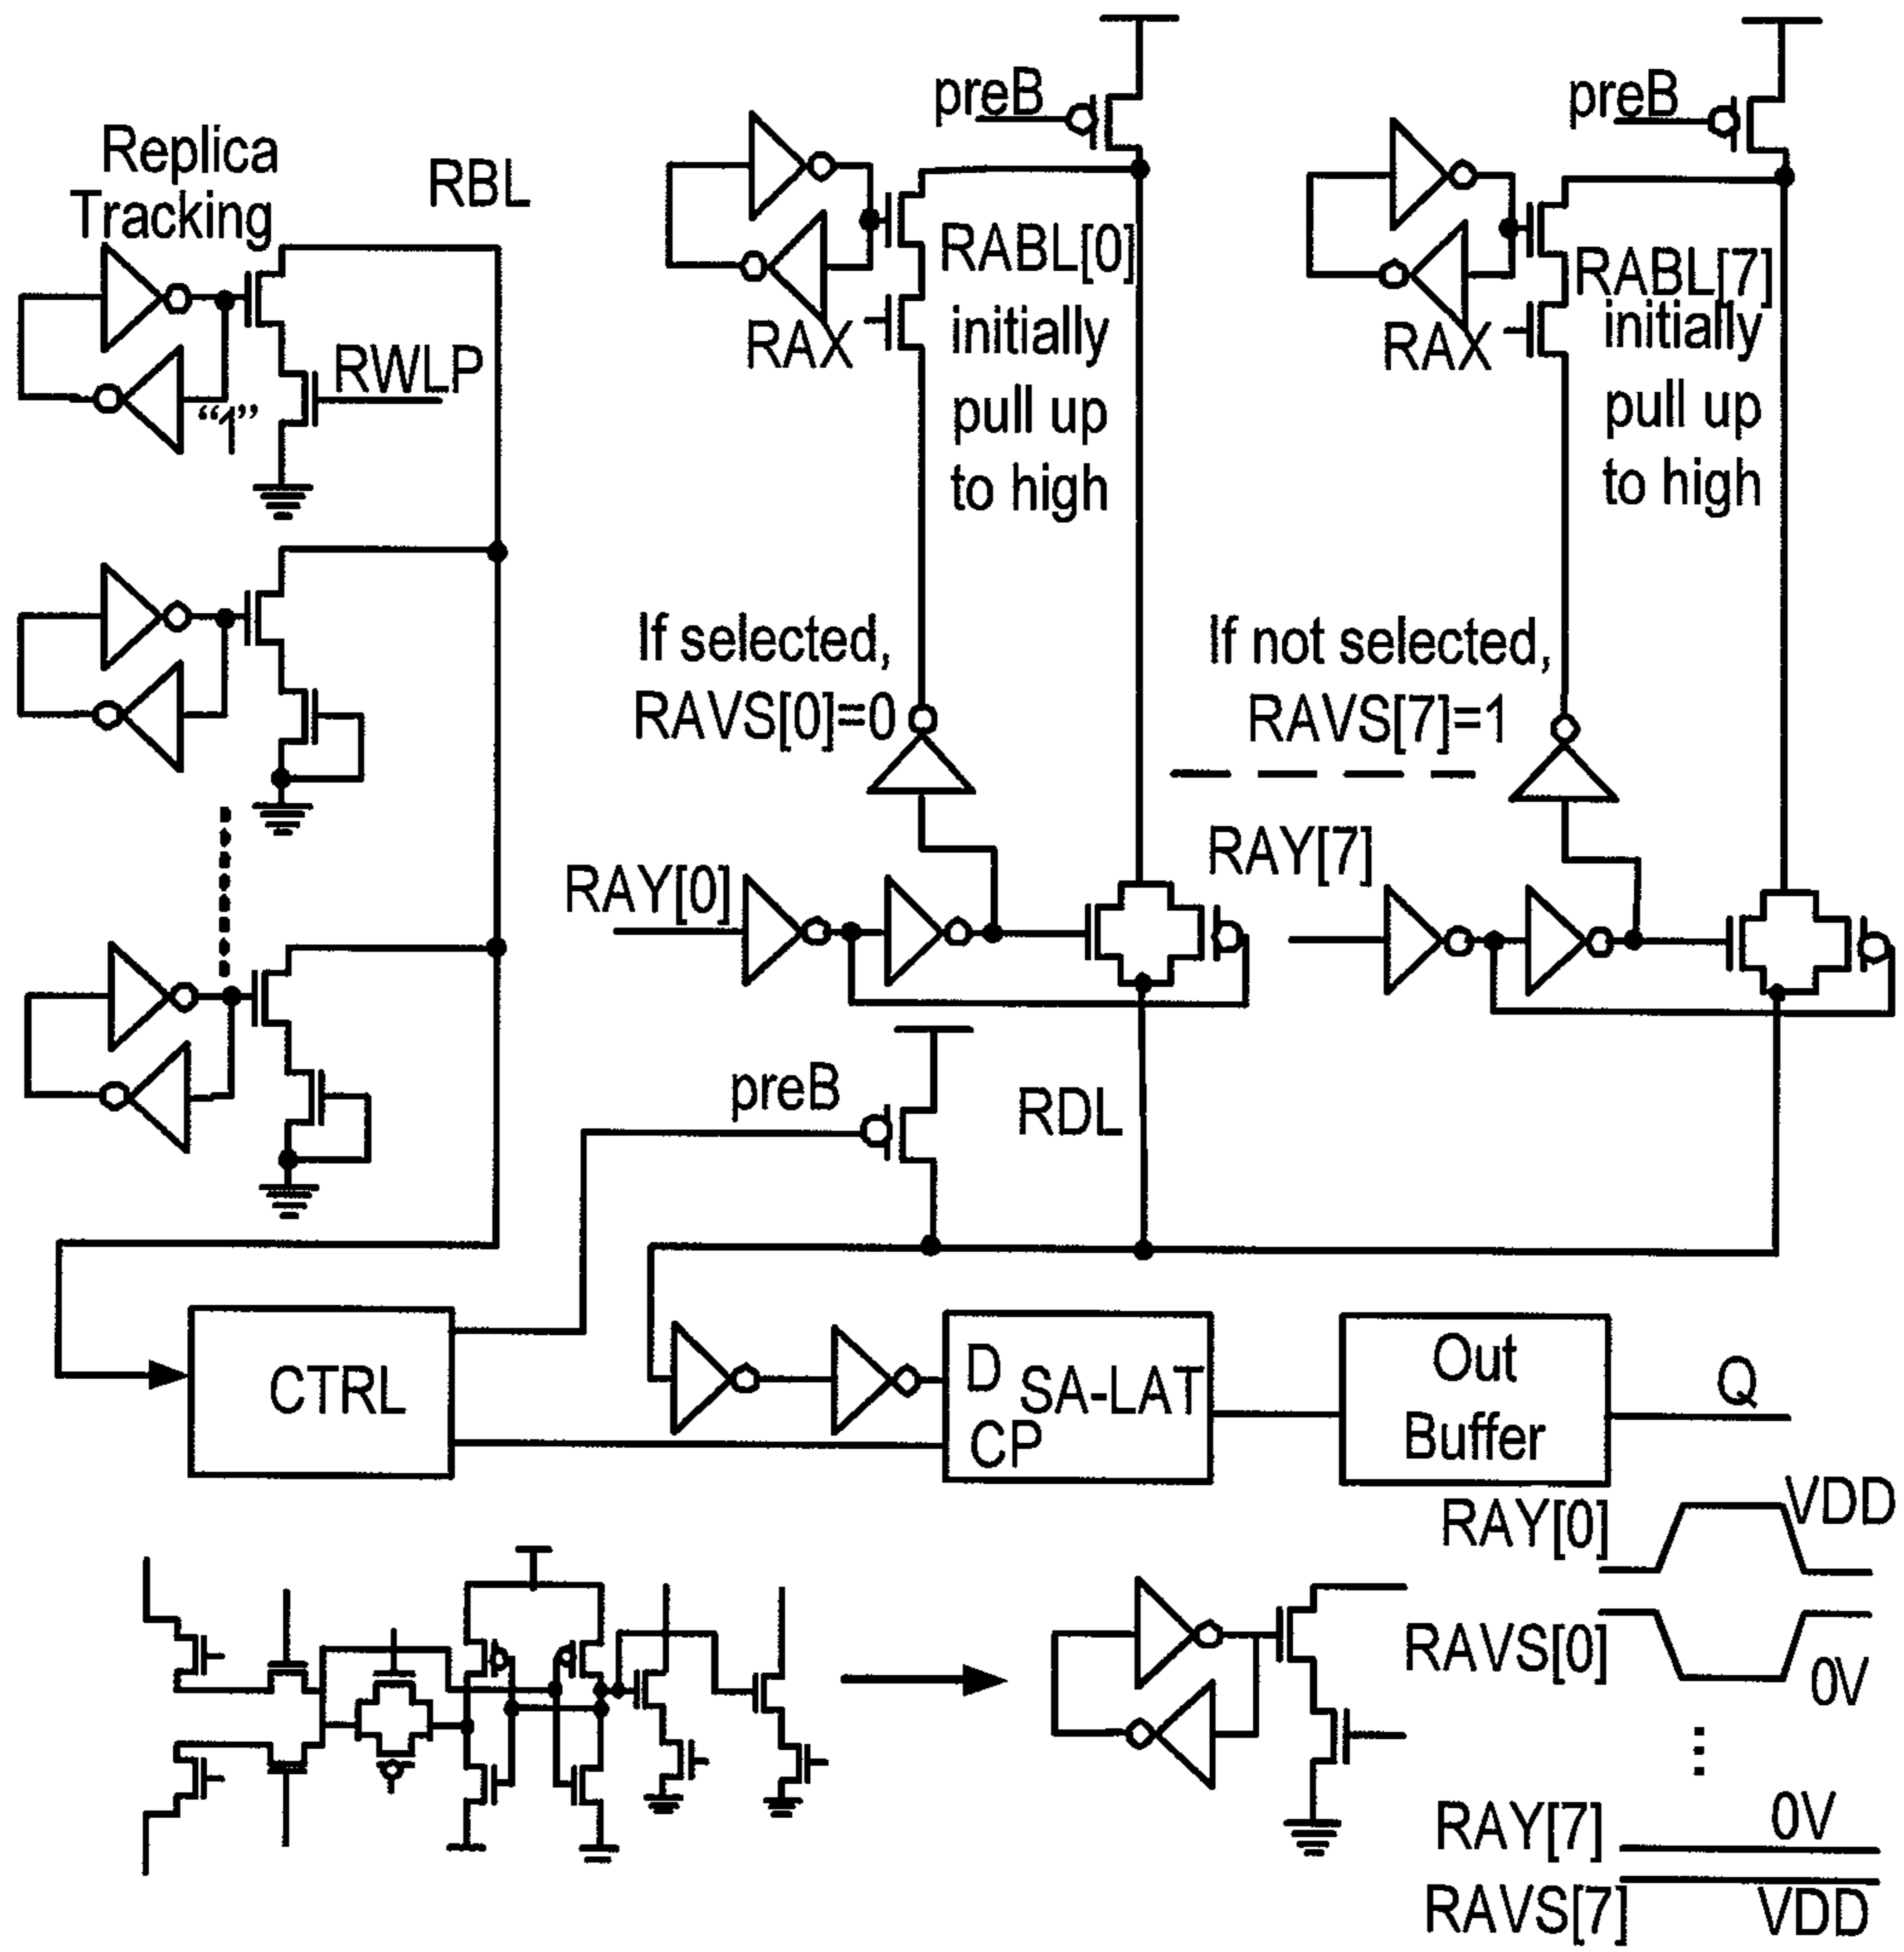 preB
preB
Replica
Tracking
RBL
RABL[0]
initially
pull up
to high
RABL[7]
initially
pull up
to high
RAX
RAX
RWLP
“1”
If selected,
RAVS[0]=0
If not selected,
RAVS[7]=1
RAY[0]
RAY[7]
preB
RDL
CTRL
D
SA-LAT
CP
Out
Buffer
Q
RAY[0]
VDD
RAVS[0]
0V
RAY[7]
0V
RAVS[7]
VDD